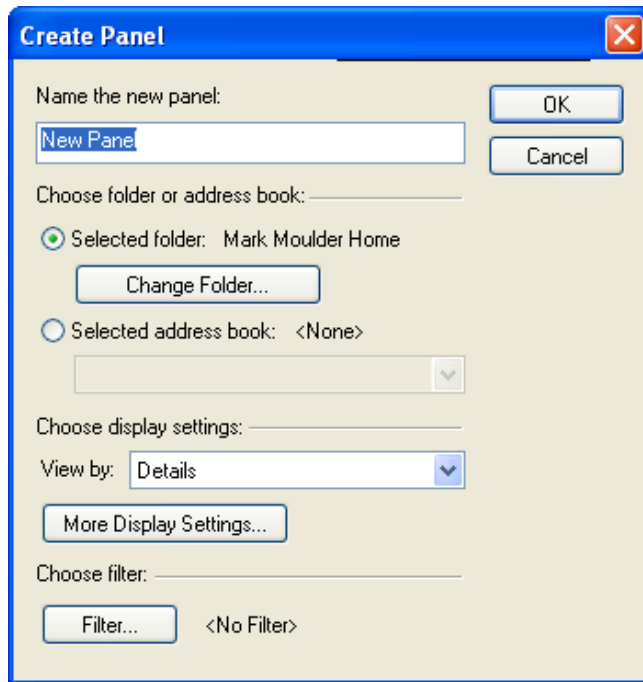 Create Panel
Name the new panel:
OK
New Panel
Cancel
Choose folder or address book:
Selected folder: Mark Moulder Home
Change Folder...
Selected address book: <None>
Choose display settings:
View by: Details
More Display Settings...
Choose filter:
Filter... <No Filter>